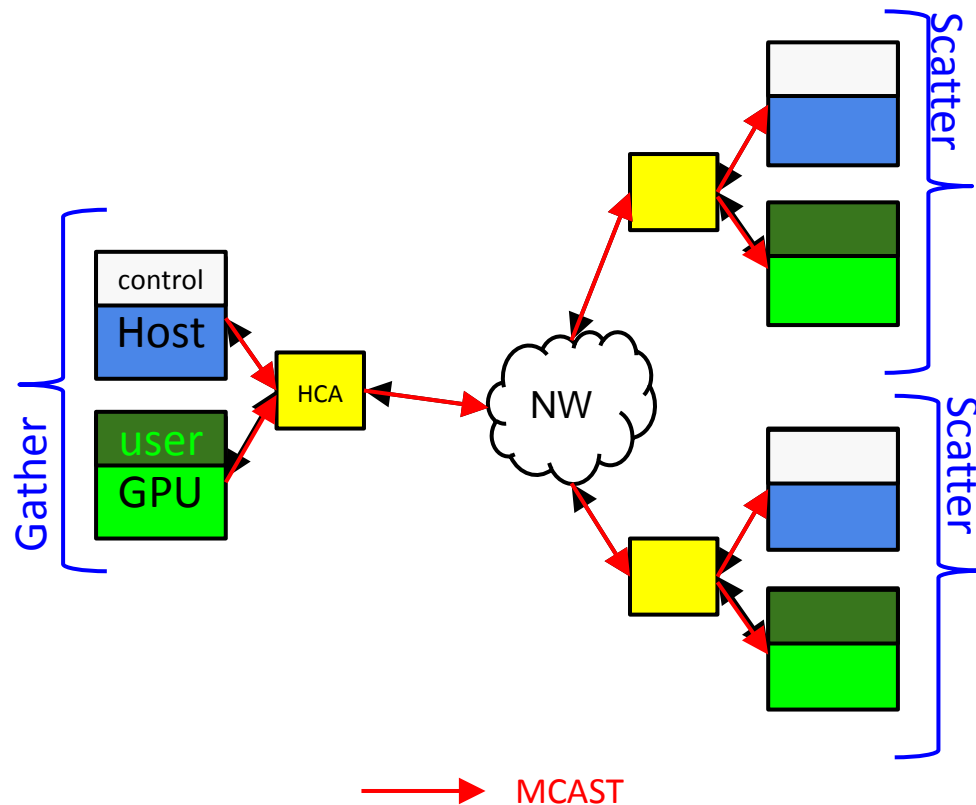 Gather
control
Host
user
GPU
HCA
NW
Scatter
Scatter
MCAST